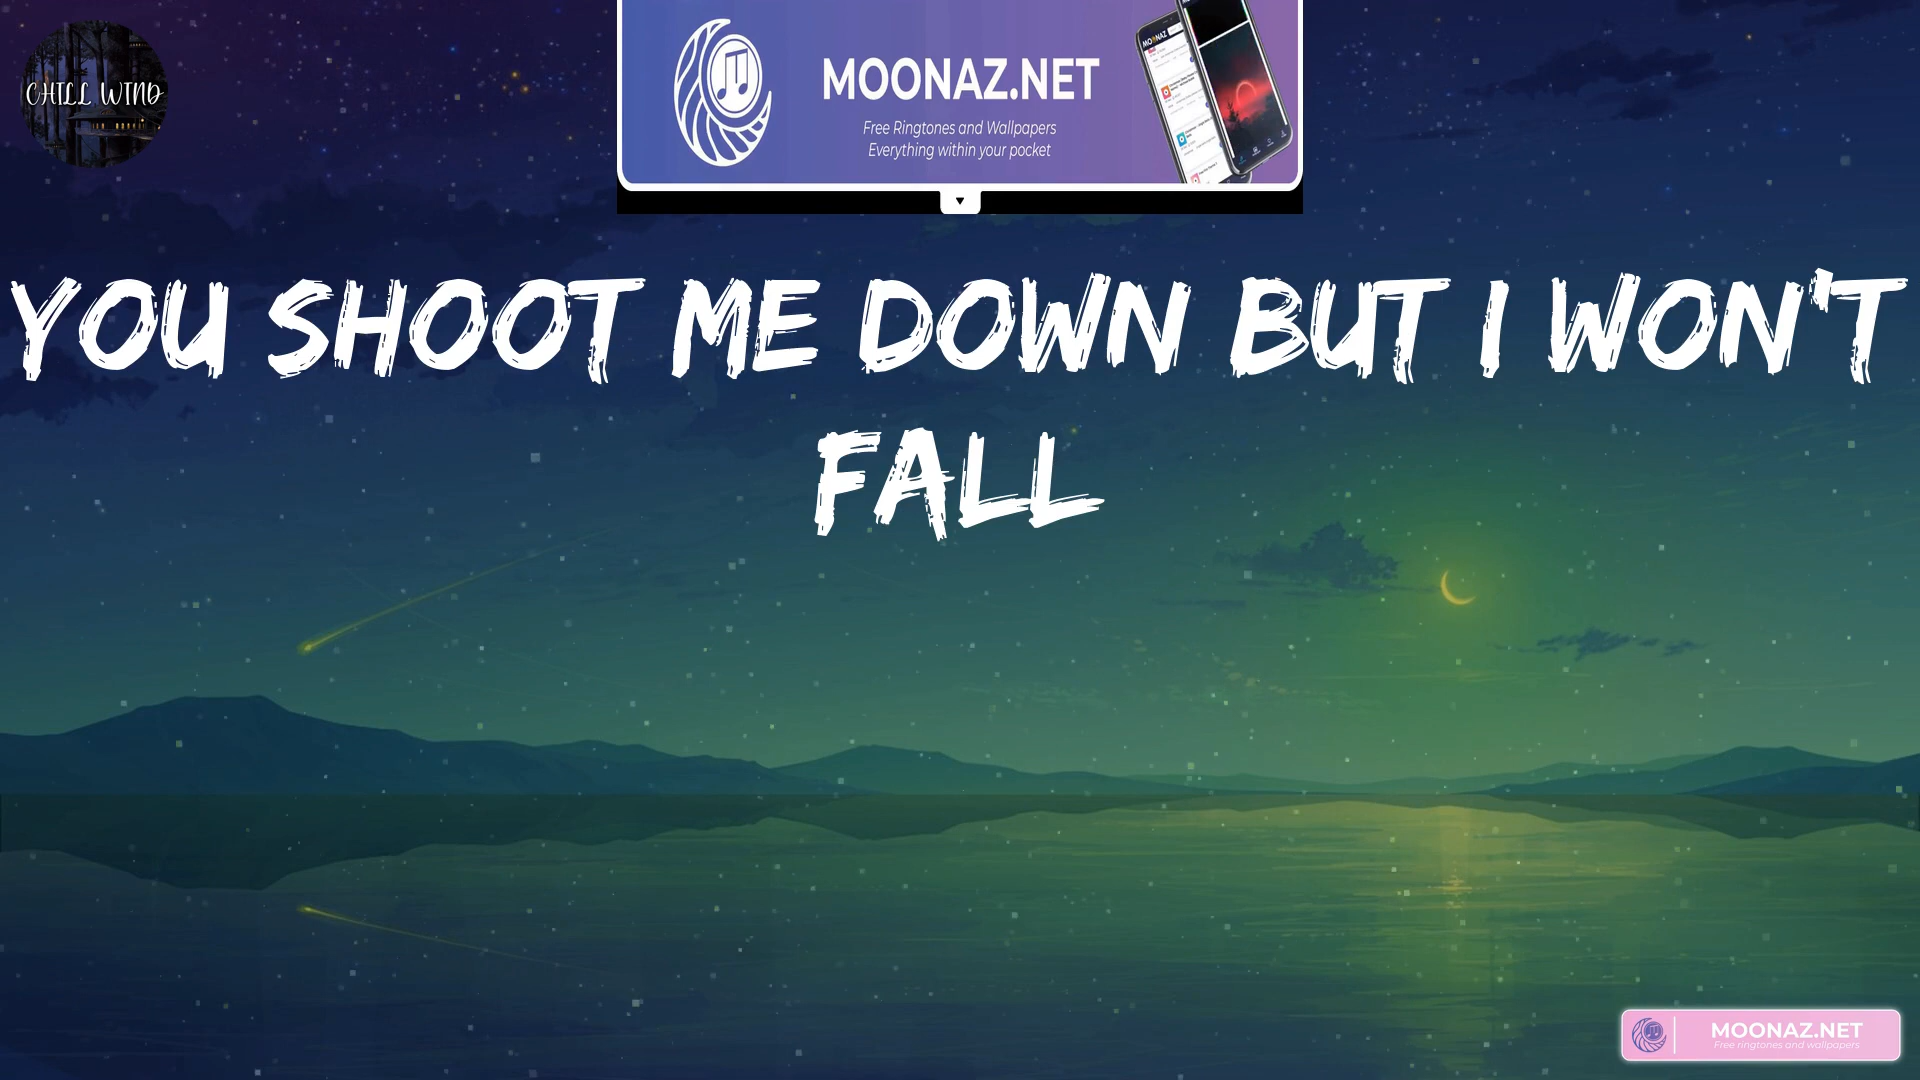 CHILL WIND
MOONAZ.NET
Free Ringtones and Wallpapers
Everything within your pocket
YOU SHOOT ME DOWN BUT I WON'T
FALL
MOONAZ.NET
Free ringtones and wallpapers